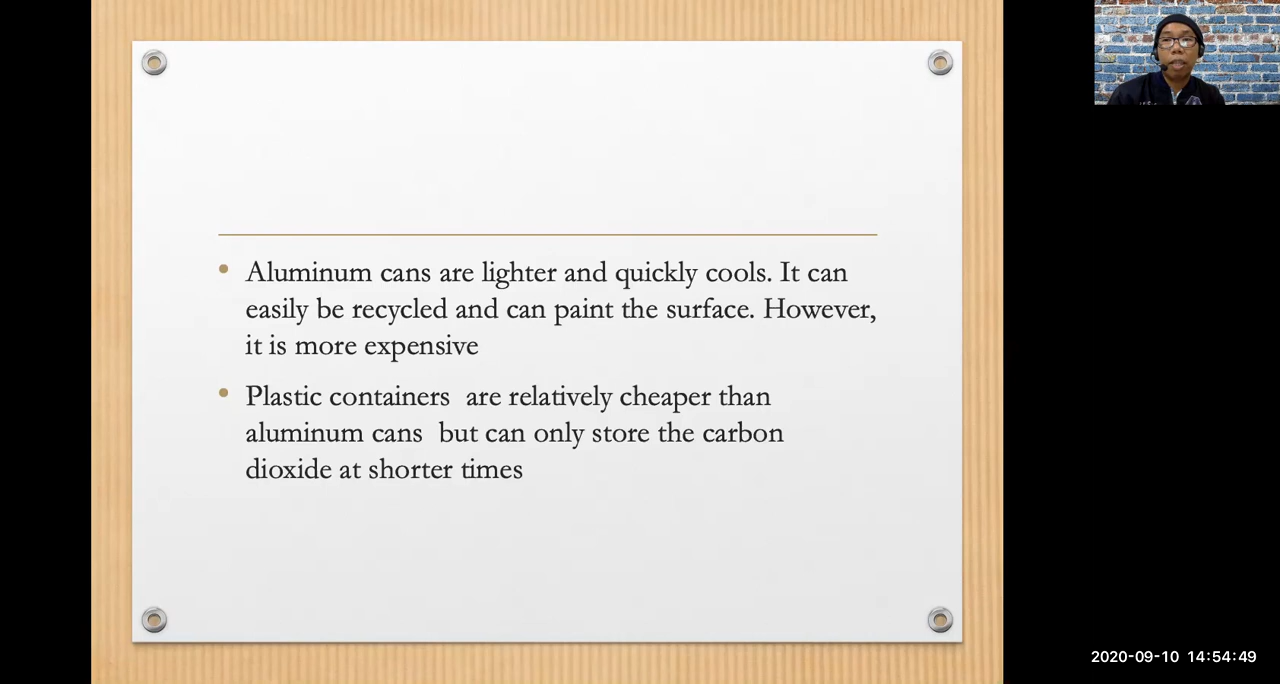 Aluminum cans are lighter and quickly cools. It can
easily be recycled and can paint the surface. However,
it is more expensive
Plastic containers  are relatively cheaper than
aluminum cans  but can only store the carbon
dioxide at shorter times
2020-09-10 14:54:49